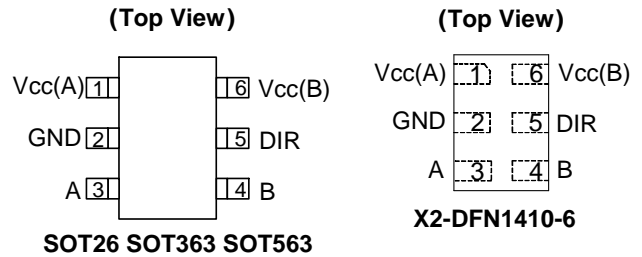 (Top View)
Vcc(A) 1 6 Vcc(B)
GND 2 5 DIR
A 3 4 B
SOT26 SOT363 SOT563
(Top View)
Vcc(A) 1 6 Vcc(B)
GND 2 5 DIR
A 3 4 B
X2-DFN1410-6